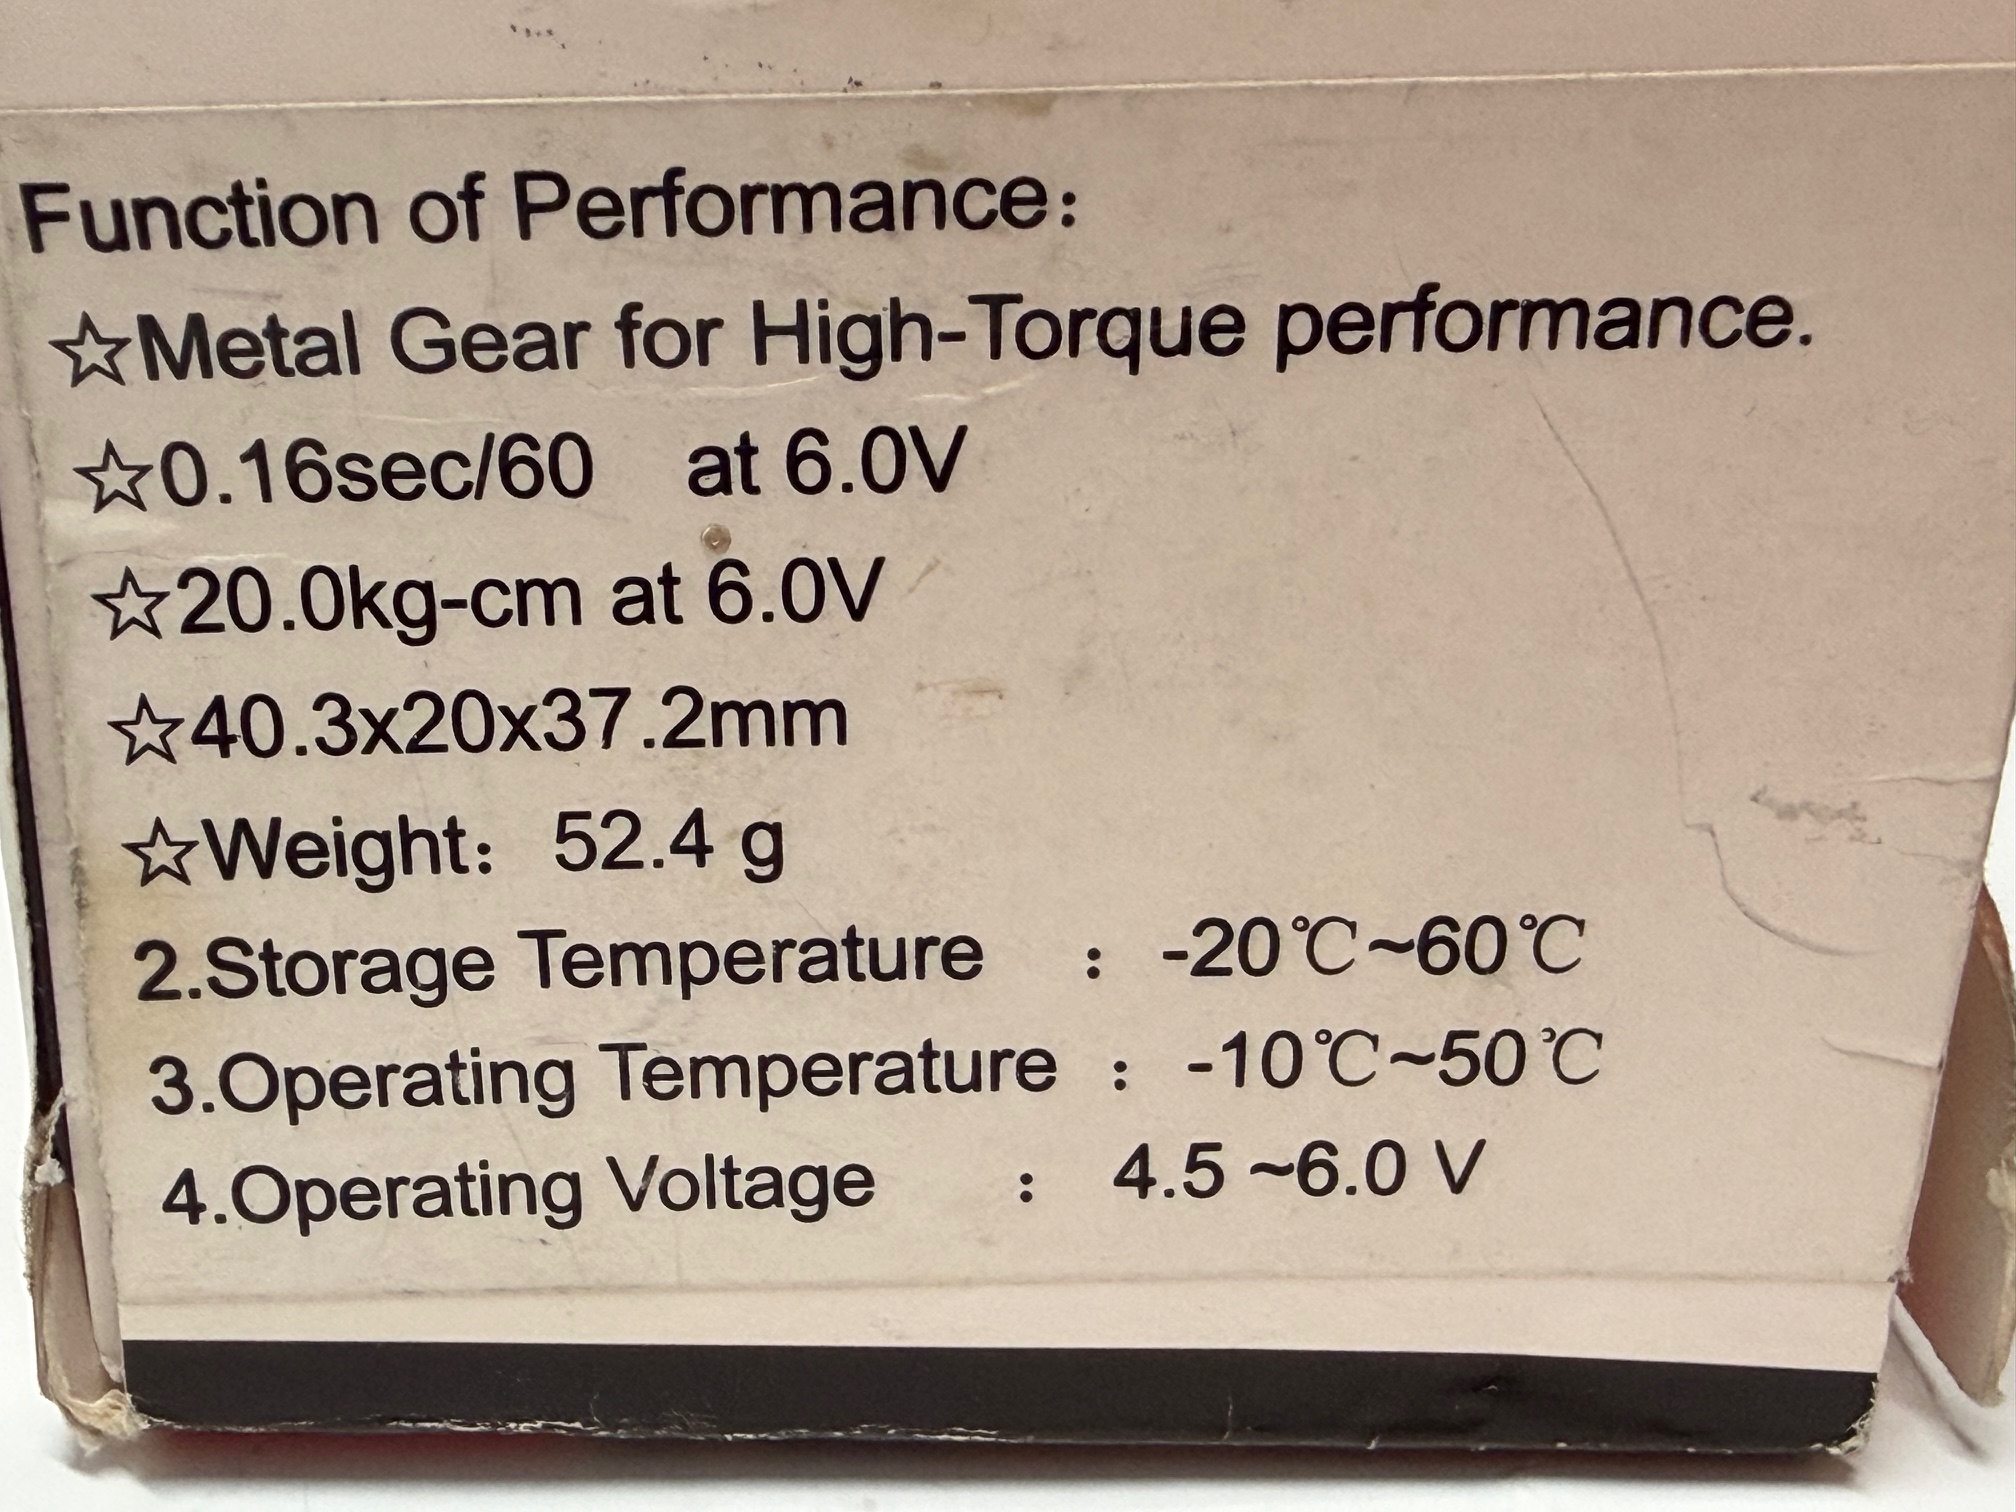 Function of Performance：
☆Metal Gear for High-Torque performance.
☆0.16sec/60 at 6.0V
☆20.0kg-cm at 6.0V
☆40.3x20x37.2mm
☆Weight： 52.4 g
2.Storage Temperature ： -20℃~60℃
3.Operating Temperature ： -10℃~50℃
4.Operating Voltage ： 4.5 ~6.0 V